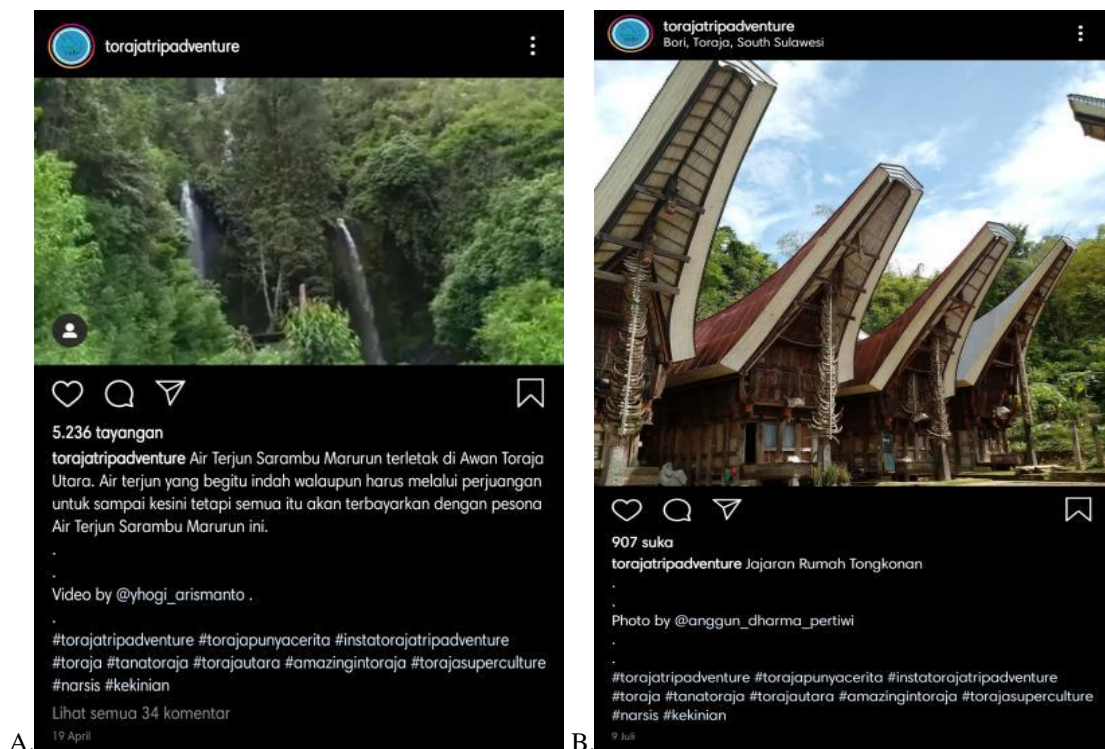 torajatripadventure
5.236 tayangan
torajatripadventure Air Terjun Sarambu Marurun terletak di Awan Toraja
Utara. Air terjun yang begitu indah walaupun harus melalui perjuangan
untuk sampai kesini tetapi semua itu akan terbayarkan dengan pesona
Air Terjun Sarambu Marurun ini.
.
.
Video by @yhogi_arismanto .
.
#torajatripadventure #torajapunyacerita #instatorajatripadventure
#toraja #tanatoraja #torajautara #amazingintoraja #torajasuperculture
#narsis #kekinian
Lihat semua 34 komentar
19 April
A.
torajatripadventure
Bori, Toraja, South Sulawesi
907 suka
torajatripadventure Jajaran Rumah Tongkonan
.
.
Photo by @anggun_dharma_pertiwi
.
.
#torajatripadventure #torajapunyacerita #instatorajatripadventure
#toraja #tanatoraja #torajautara #amazingintoraja #torajasuperculture
#narsis #kekinian
9 Juli
B.